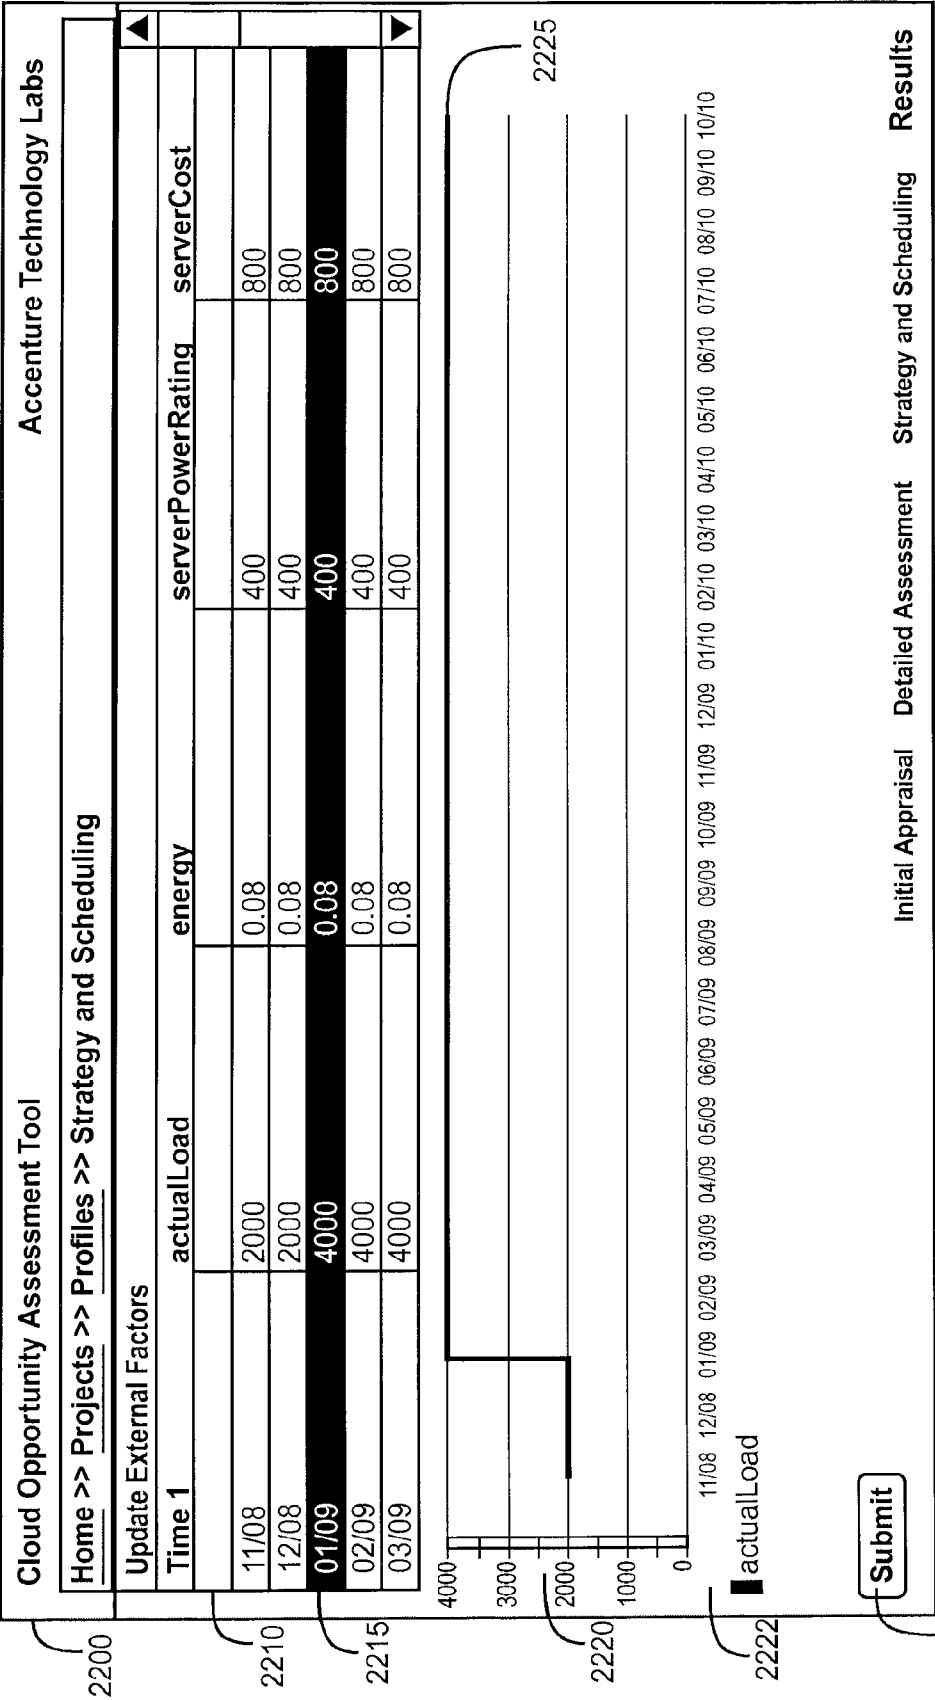 Cloud Opportunity Assessment Tool Accenture Technology Labs
Home >> Projects >> Profiles >> Strategy and Scheduling
Update External Factors
Time 1 actualLoad energy serverPowerRating serverCost
11/08 2000 0.08 400 800
12/08 2000 0.08 400 800
01/09 4000 0.08 400 800
02/09 4000 0.08 400 800
03/09 4000 0.08 400 800
4000
3000
2000
1000
0
11/08 12/08 01/09 02/09 03/09 04/09 05/09 06/09 07/09 08/09 09/09 10/09 11/09 12/09 01/10 02/10 03/10 04/10 05/10 06/10 07/10 08/10 09/10 10/10
actualLoad
Submit
Initial Appraisal Detailed Assessment Strategy and Scheduling Results
2200
2210
2215
2220
2222
2225